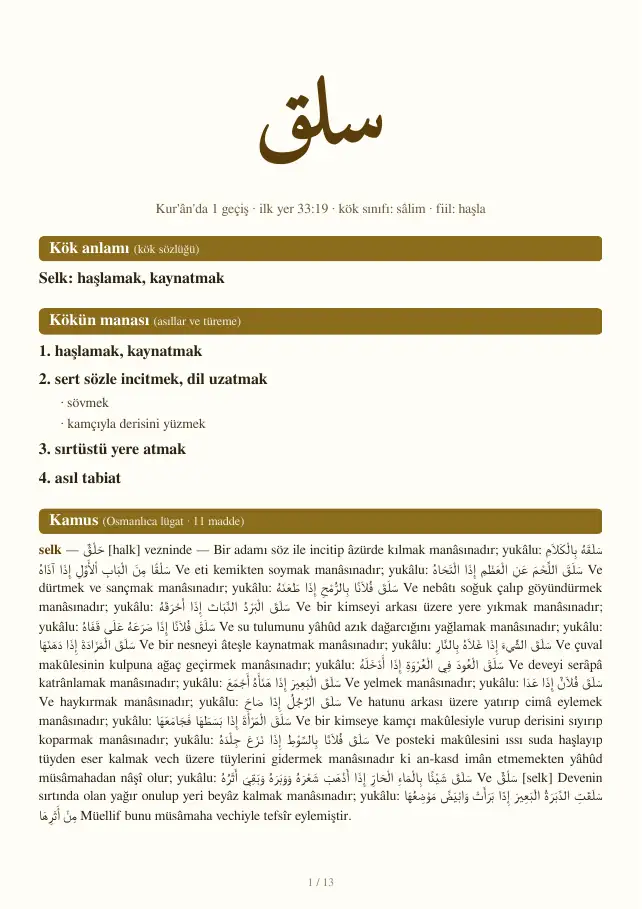 سلق
Kur'ân'da 1 geçiş · ilk yer 33:19 · kök sınıfı: sâlim · fiil: haşla
Kök anlamı (kök sözlüğü)
Selk: haşlamak, kaynatmak
Kökün manası (asıllar ve türeme)
1. haşlamak, kaynatmak
2. sert sözle incitmek, dil uzatmak
· sövmek
· kamçıyla derisini yüzmek
3. sırtüstü yere atmak
4. asıl tabiat
Kamus (Osmanlıca lügat · 11 madde)
selk — حَلْقٌ [halk] vezninde — Bir adamı söz ile incitip âzürde kılmak manâsınadır; yukâlu: سَلَقَهُ بِالْكَلَامِ
سَلْقًا مِنَ الْبَابِ الْأَوَّلِ إِذَا آذَاهُ Ve eti kemikten soymak manâsınadır; yukâlu: سَلَقَ اللَّحْمَ عَنِ الْعَظْمِ إِذَا الْتَحَاهُ Ve
dürtmek ve sançmak manâsınadır; yukâlu: سَلَقَ فُلَانًا بِالرُّمْحِ إِذَا طَعَنَهُ Ve nebâtı soğuk çalıp göyündürmek
manâsınadır; yukâlu: سَلَقَ الْبَرْدُ النَّبَاتَ إِذَا أَحْرَقَهُ Ve bir kimseyi arkası üzere yere yıkmak manâsınadır;
yukâlu: سَلَقَ فُلَانًا إِذَا صَرَعَهُ عَلَى قَفَاهُ Ve su tulumunu yâhûd azık dağarcığını yağlamak manâsınadır; yukâlu:
سَلَقَ الْمَزَادَةَ إِذَا دَهَنَهَا Ve bir nesneyi âteşle kaynatmak manâsınadır; yukâlu: سَلَقَ الشَّيْءَ إِذَا غَلَاهُ بِالنَّارِ Ve çuval
makûlesinin kulpuna ağaç geçirmek manâsınadır; yukâlu: سَلَقَ الْعُودَ فِي الْعُرْوَةِ إِذَا أَدْخَلَهُ Ve deveyi serâpâ
katrânlamak manâsınadır; yukâlu: سَلَقَ الْبَعِيرَ إِذَا هَنَأَهُ أَجْمَعَ Ve yelmek manâsınadır; yukâlu: سَلَقَ فُلَانٌ إِذَا عَدَا
Ve haykırmak manâsınadır; yukâlu: سَلَقَ الرَّجُلُ إِذَا صَاحَ Ve hatunu arkası üzere yatırıp cimâ eylemek
manâsınadır; yukâlu: سَلَقَ الْمَرْأَةَ إِذَا بَسَطَهَا فَجَامَعَهَا Ve bir kimseye kamçı makûlesiyle vurup derisini sıyırıp
koparmak manâsınadır; yukâlu: سَلَقَ فُلَانًا بِالسَّوْطِ إِذَا نَزَعَ جِلْدَهُ Ve posteki makûlesini ıssı suda haşlayıp
tüyden eser kalmak vech üzere tüylerini gidermek manâsınadır ki an-kasd imân etmemekten yâhûd
müsâmahadan nâşî olur; yukâlu: سَلَقَ شَيْئًا بِالْمَاءِ الْحَارِّ إِذَا أَذْهَبَ شَعْرَهُ وَوَبَرَهُ وَبَقِيَ أَثَرُهُ Ve سَلْقٌ [selk] Devenin
sırtında olan yağır onulup yeri beyâz kalmak manâsınadır; yukâlu: سَلَقَتِ الدَّبَرَةُ الْبَعِيرَ إِذَا بَرَأَتْ وَابْيَضَّ مَوْضِعُهَا
مِنْ أَثَرِهَا Müellif bunu müsâmaha vechiyle tefsîr eylemiştir.
1 / 13